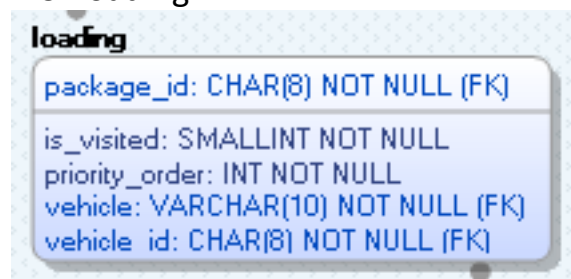 loading
package_id: CHAR(8) NOT NULL (FK)
is_visited: SMALLINT NOT NULL
priority_order: INT NOT NULL
vehicle: VARCHAR(10) NOT NULL (FK)
vehicle_id: CHAR(8) NOT NULL (FK)